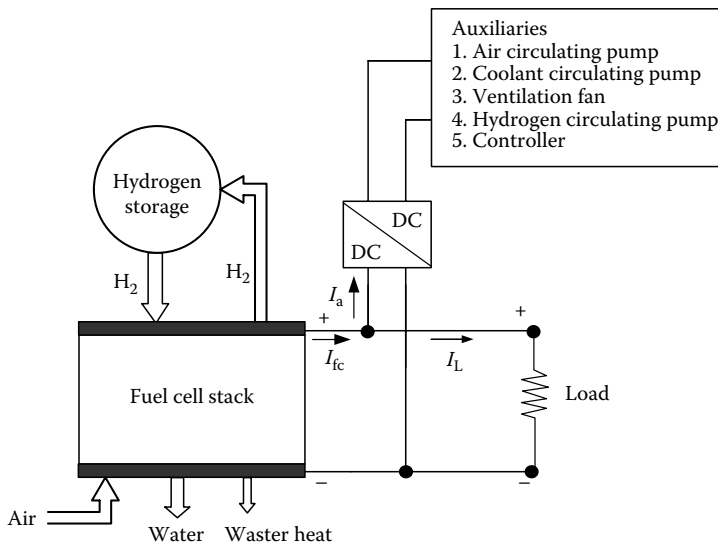 Auxiliaries
1. Air circulating pump
2. Coolant circulating pump
3. Ventilation fan
4. Hydrogen circulating pump
5. Controller
Hydrogen
storage
DC
DC
H2
H2
Ia
+
+
Ifc
IL
Fuel cell stack
Load
–
–
Air
Water
Waster heat